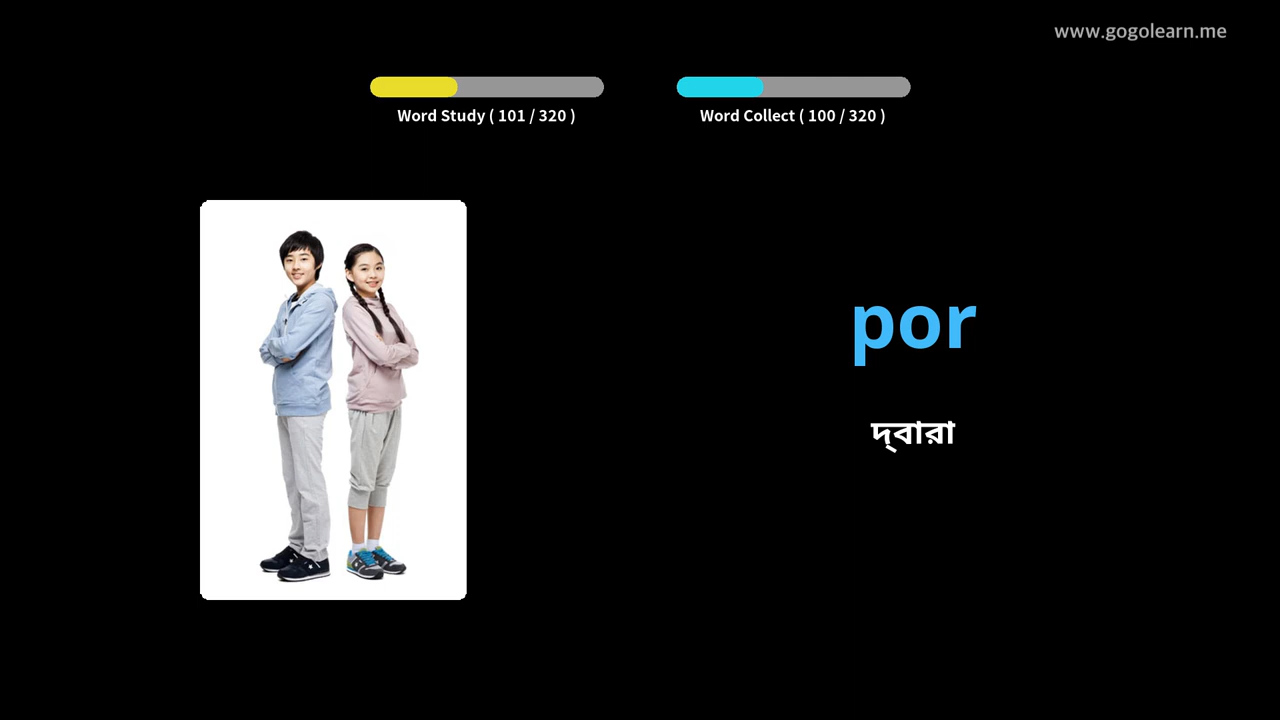 www.gogolearn.me
Word Study ( 101 / 320 )
Word Collect ( 100 / 320 )
por
দ্বারা